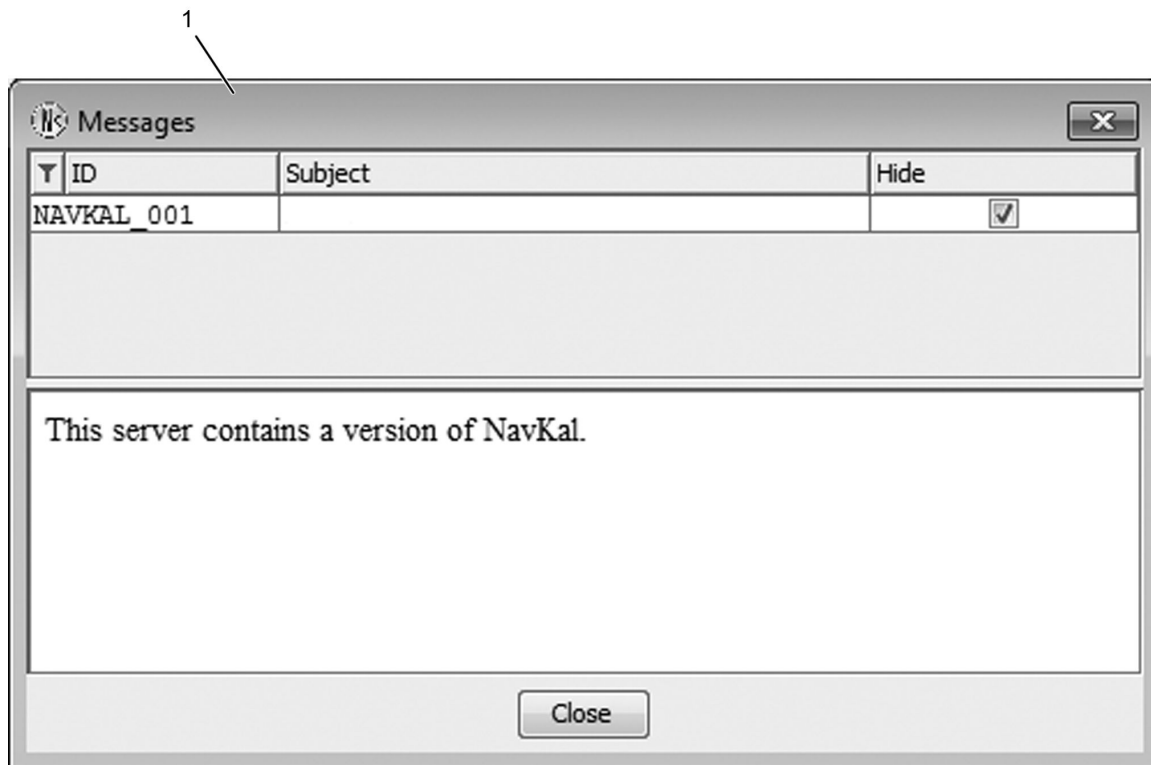 1
Messages
ID Subject Hide
NAVKAL_001
This server contains a version of NavKal.
Close